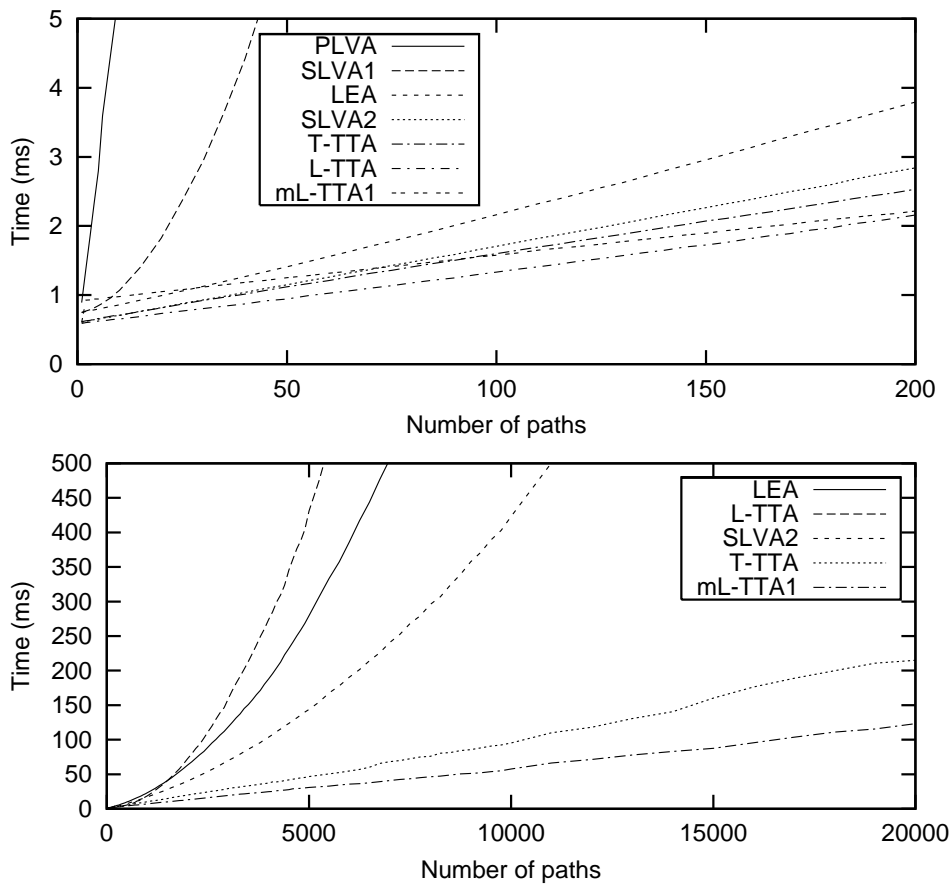 5
4
3
2
1
0
Time (ms)
PLVA
SLVA1
LEA
SLVA2
T-TTA
L-TTA
mL-TTA1
0 50 100 150 200
Number of paths
500
450
400
350
300
250
200
150
100
50
0
Time (ms)
LEA
L-TTA
SLVA2
T-TTA
mL-TTA1
0 5000 10000 15000 20000
Number of paths